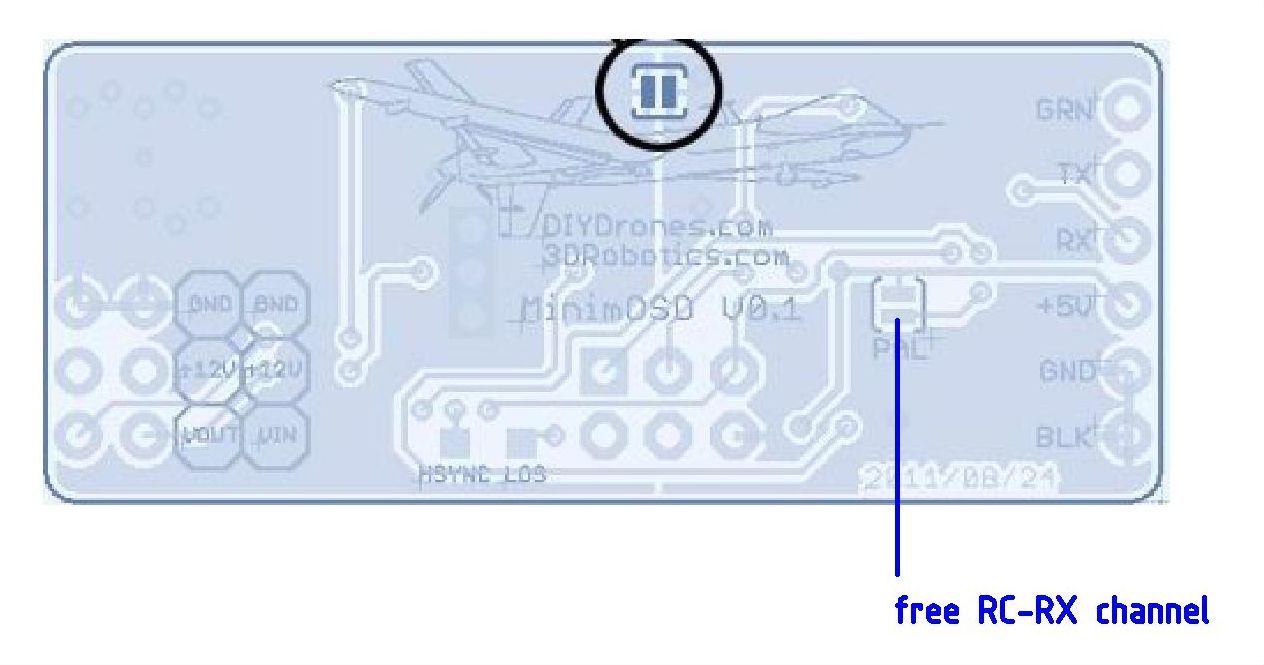 GRN
TX
DIYDrones.com
RX
3DRobotics.com
GND GND
MinimOSD V0.1
+5V
PAL
+12V +12V
GND
VOUT VIN
BLK
HSYNC LOS
2011/08/24
free RC-RX channel